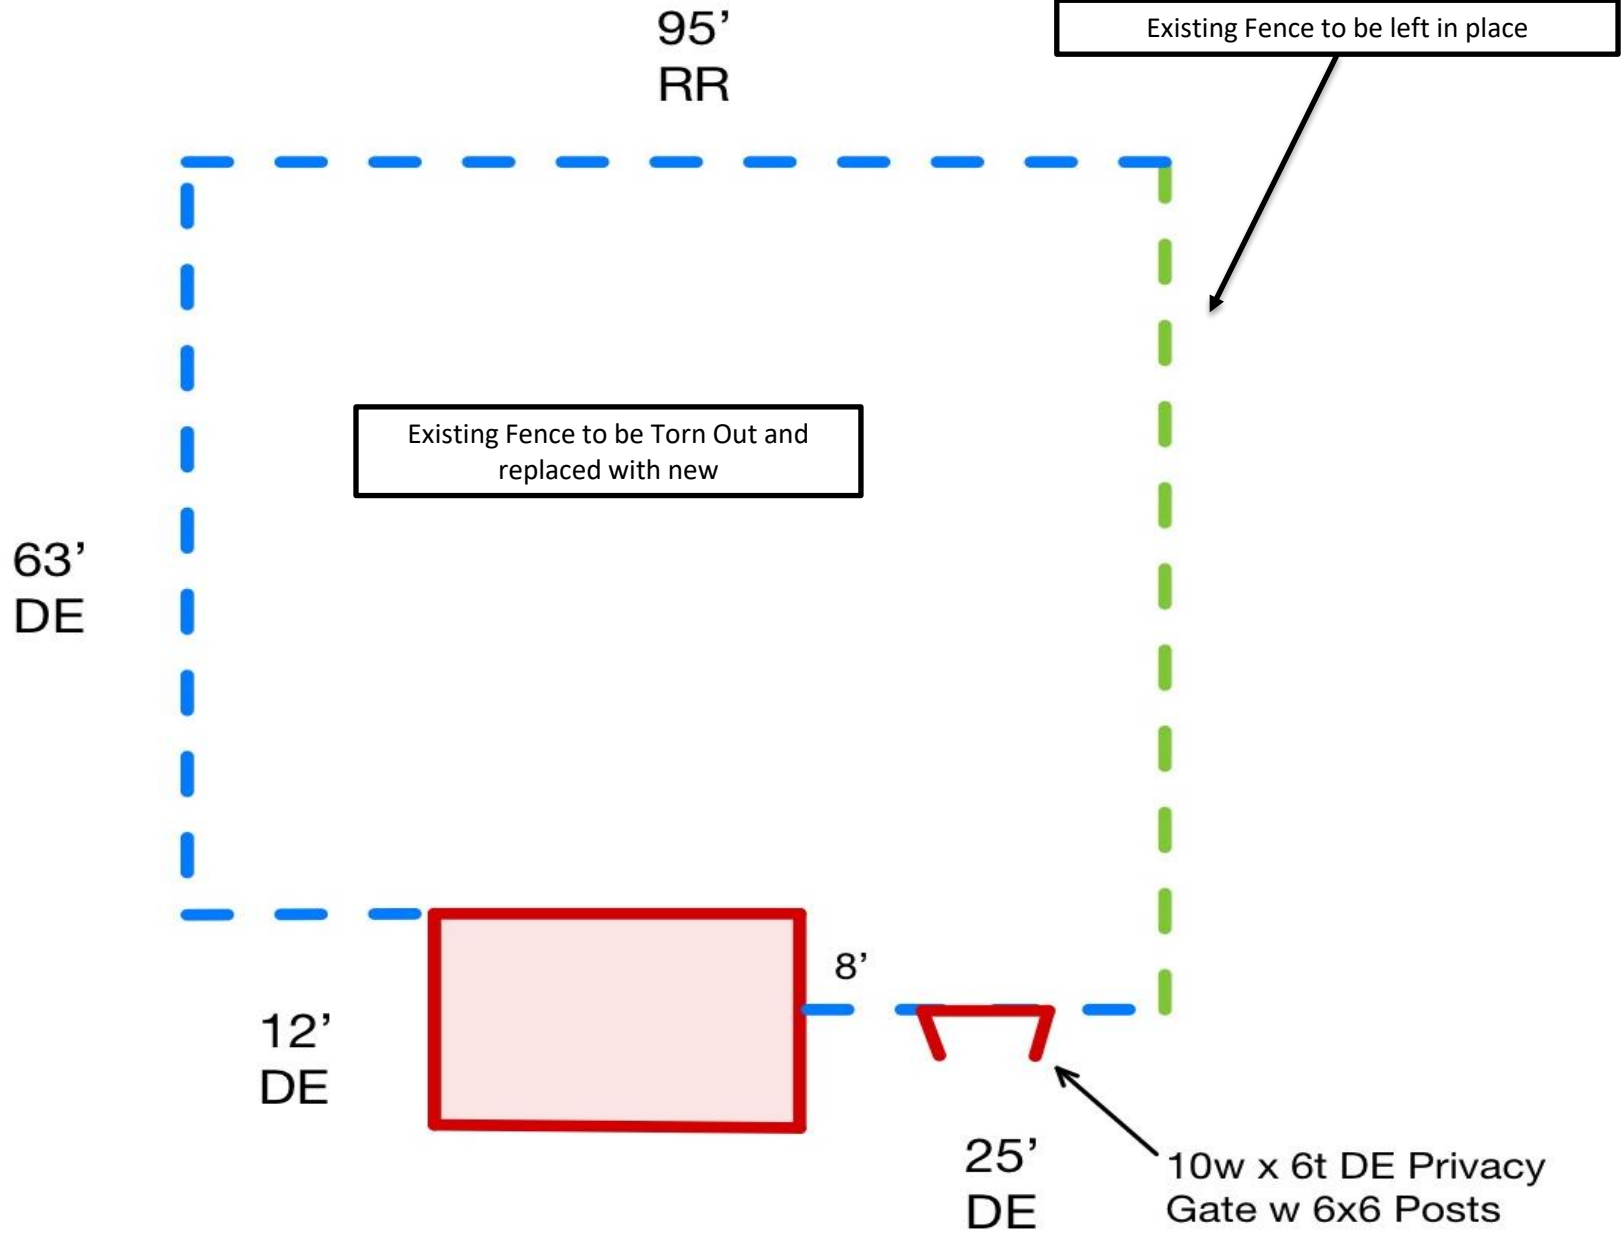 95’
RR
Existing Fence to be left in place
Existing Fence to be Torn Out and
replaced with new
63’
DE
8’
12’
DE
25’
DE
10w x 6t DE Privacy
Gate w 6x6 Posts